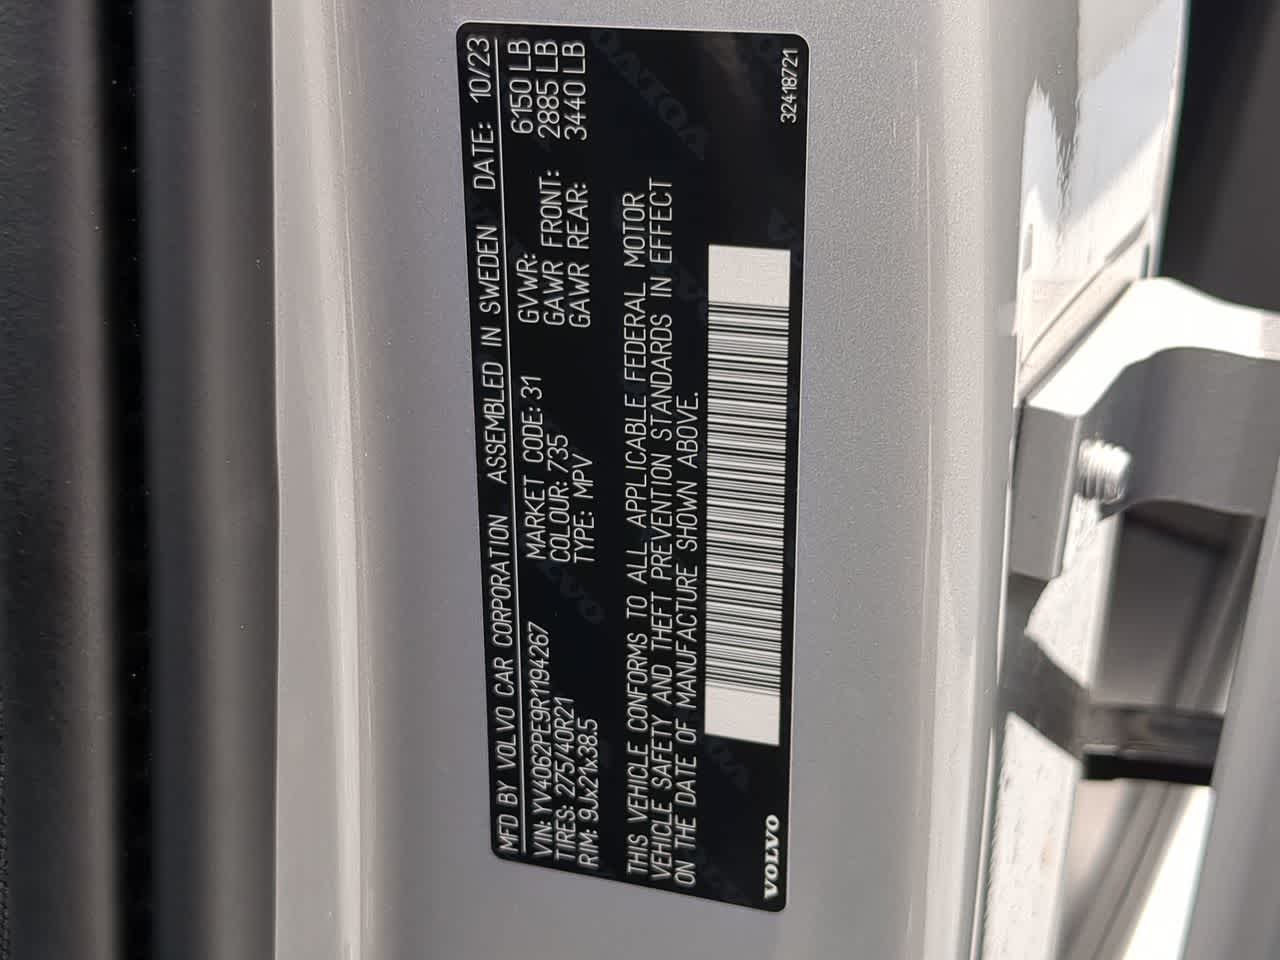 MFD BY VOLVO CAR CORPORATION ASSEMBLED IN SWEDEN DATE: 10/23
VIN: YV4062PE9R1194267 MARKET CODE: 31 GVWR: 6150 LB
TIRES: 275/40R21 COLOUR: 735 GAWR FRONT: 2885 LB
RIM: 9Jx21x38.5 TYPE: MPV GAWR REAR: 3440 LB
THIS VEHICLE CONFORMS TO ALL APPLICABLE FEDERAL MOTOR
VEHICLE SAFETY AND THEFT PREVENTION STANDARDS IN EFFECT
ON THE DATE OF MANUFACTURE SHOWN ABOVE.
VOLVO 32418721